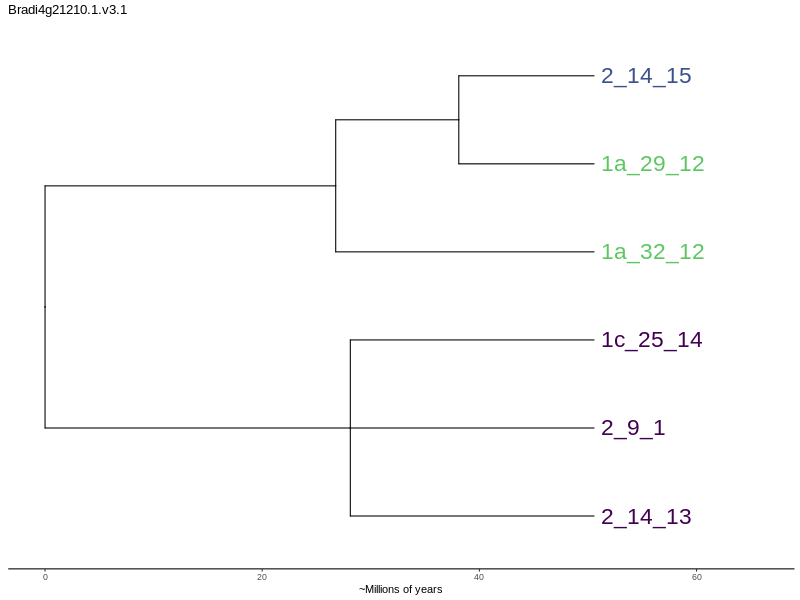 Bradi4g21210.1.v3.1
2_14_15
1a_29_12
1a_32_12
1c_25_14
2_9_1
2_14_13
0 20 40 60
~Millions of years